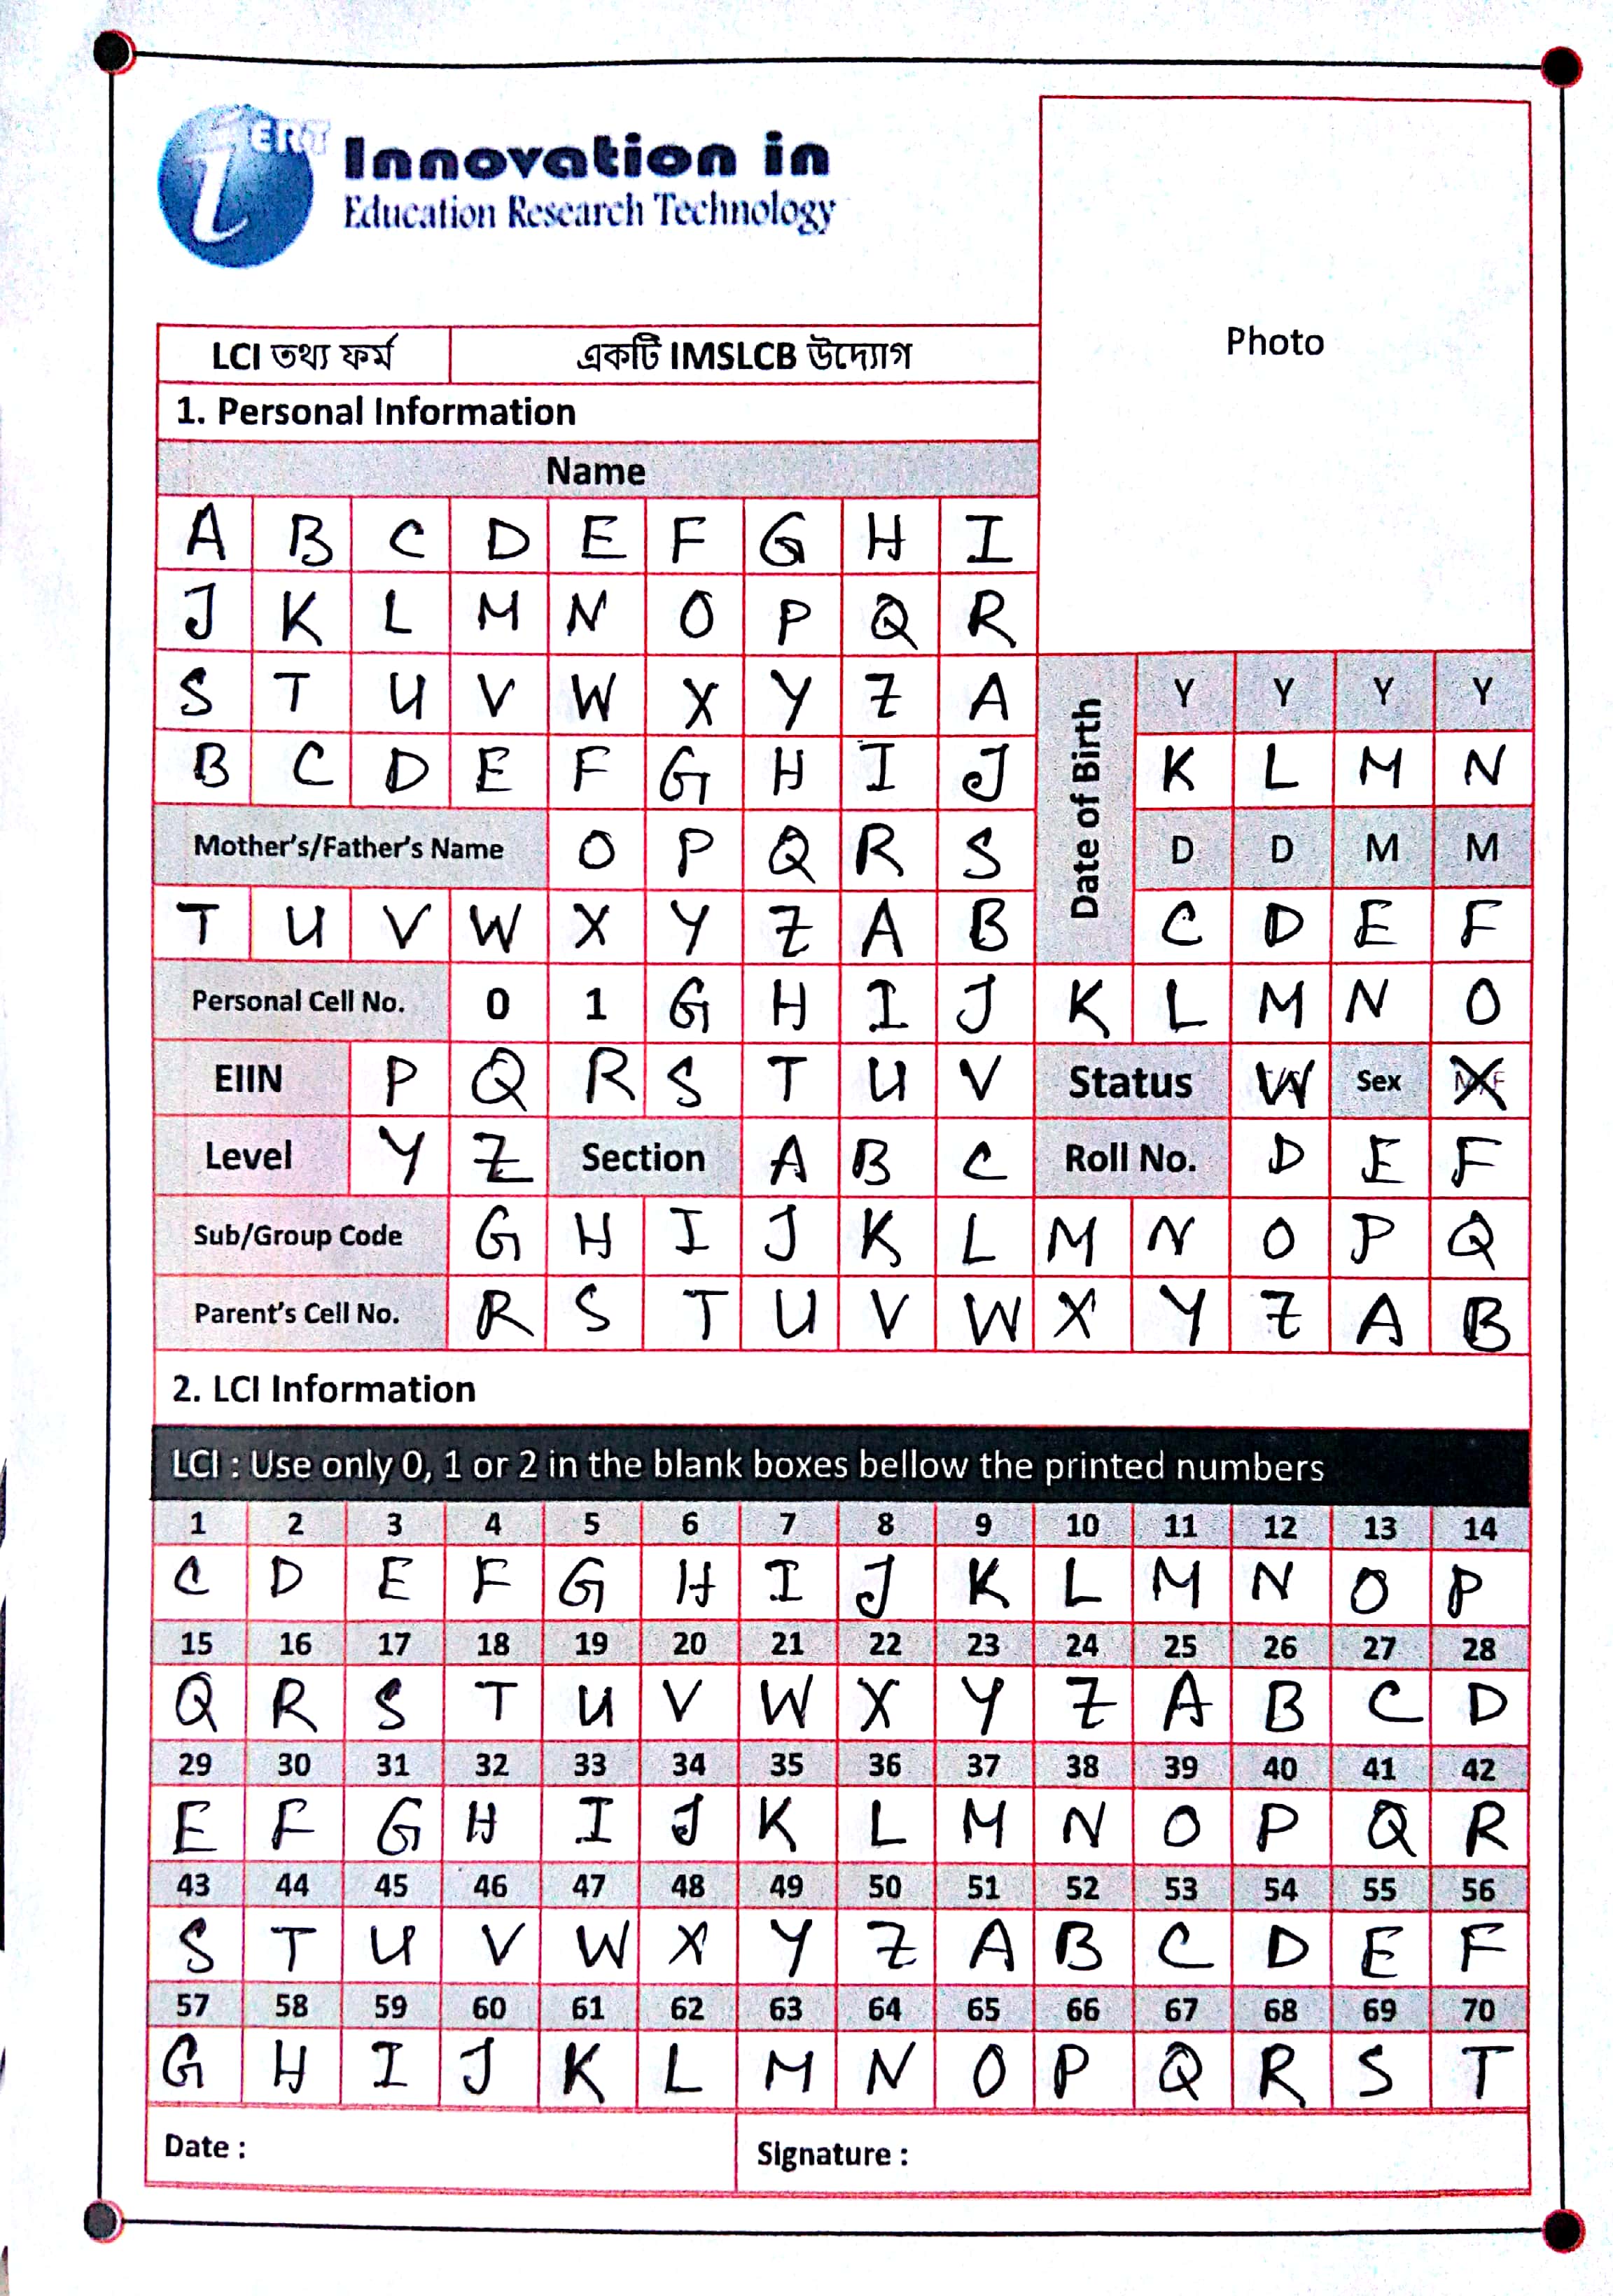 iERT Innovation in
Education Research Technology
Photo
LCI তথ্য ফর্ম একটি IMSLCB উদ্যোগ
1. Personal Information
Name
A B C D E F G H I
J K L M N O P Q R
S T U V W X Y Z A
Date of Birth Y Y Y Y
B C D E F G H I J K L M N
Mother's/Father's Name O P Q R S D D M M
T U V W X Y Z A B C D E F
Personal Cell No. 0 1 G H I J K L M N O
EIIN P Q R S T U V Status W Sex X
Level Y Z Section A B C Roll No. D E F
Sub/Group Code G H I J K L M N O P Q
Parent's Cell No. R S T U V W X Y Z A B
2. LCI Information
LCI : Use only 0, 1 or 2 in the blank boxes bellow the printed numbers
1 2 3 4 5 6 7 8 9 10 11 12 13 14
C D E F G H I J K L M N O P
15 16 17 18 19 20 21 22 23 24 25 26 27 28
Q R S T U V W X Y Z A B C D
29 30 31 32 33 34 35 36 37 38 39 40 41 42
E F G H I J K L M N O P Q R
43 44 45 46 47 48 49 50 51 52 53 54 55 56
S T U V W X Y Z A B C D E F
57 58 59 60 61 62 63 64 65 66 67 68 69 70
G H I J K L M N O P Q R S T
Date : Signature :